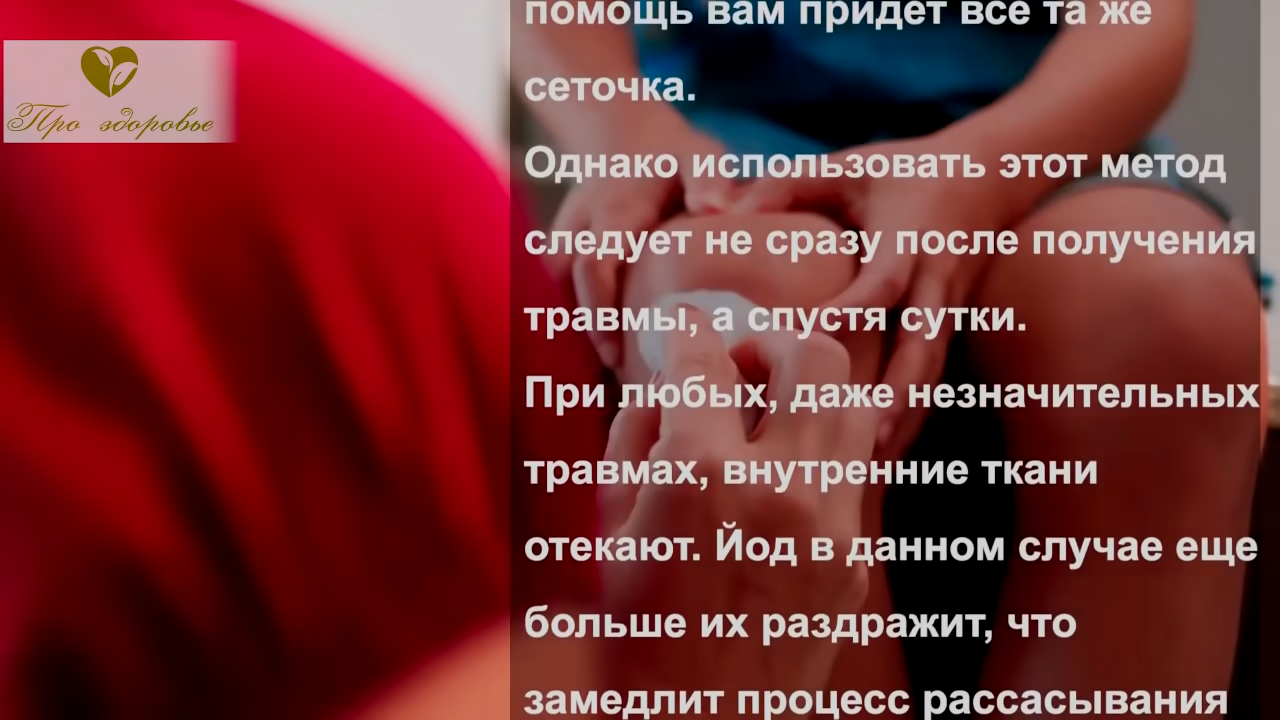 Про здоровье
помощь вам придет все та же
сеточка.
Однако использовать этот метод
следует не сразу после получения
травмы, а спустя сутки.
При любых, даже незначительных
травмах, внутренние ткани
отекают. Йод в данном случае еще
больше их раздражит, что
замедлит процесс рассасывания